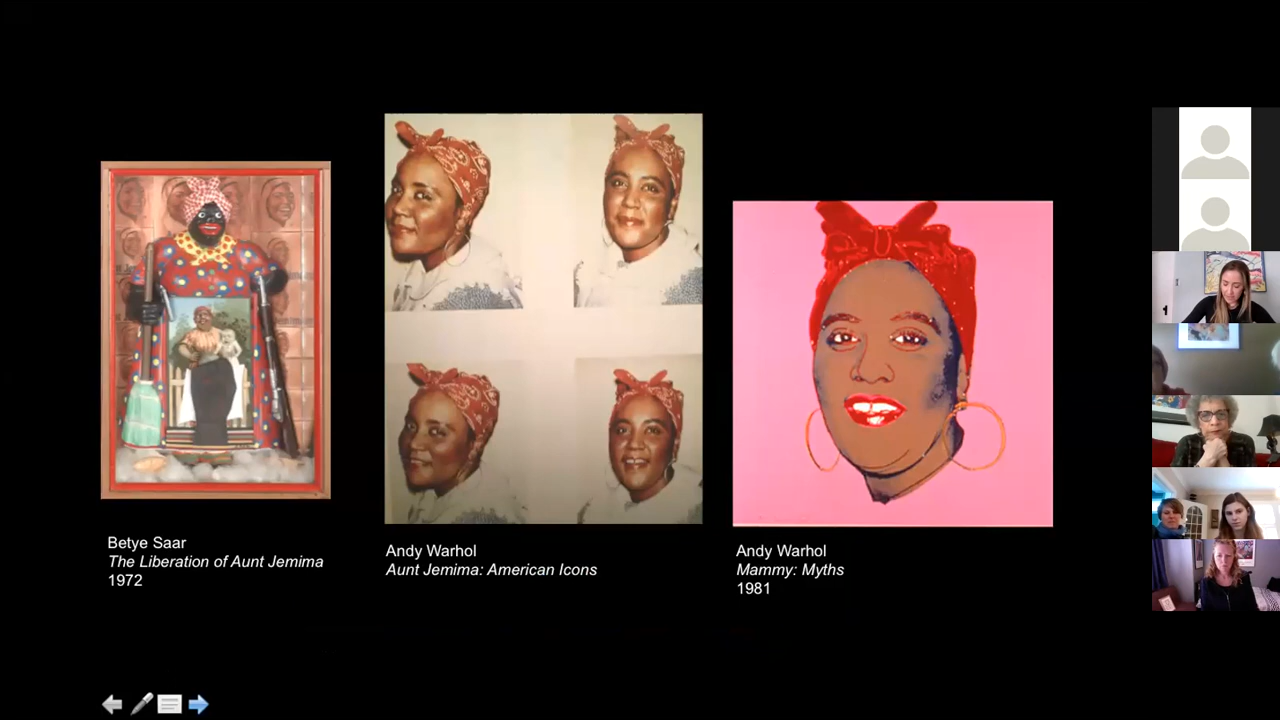 Betye Saar
The Liberation of Aunt Jemima
1972
Andy Warhol
Aunt Jemima: American Icons
Andy Warhol
Mammy: Myths
1981